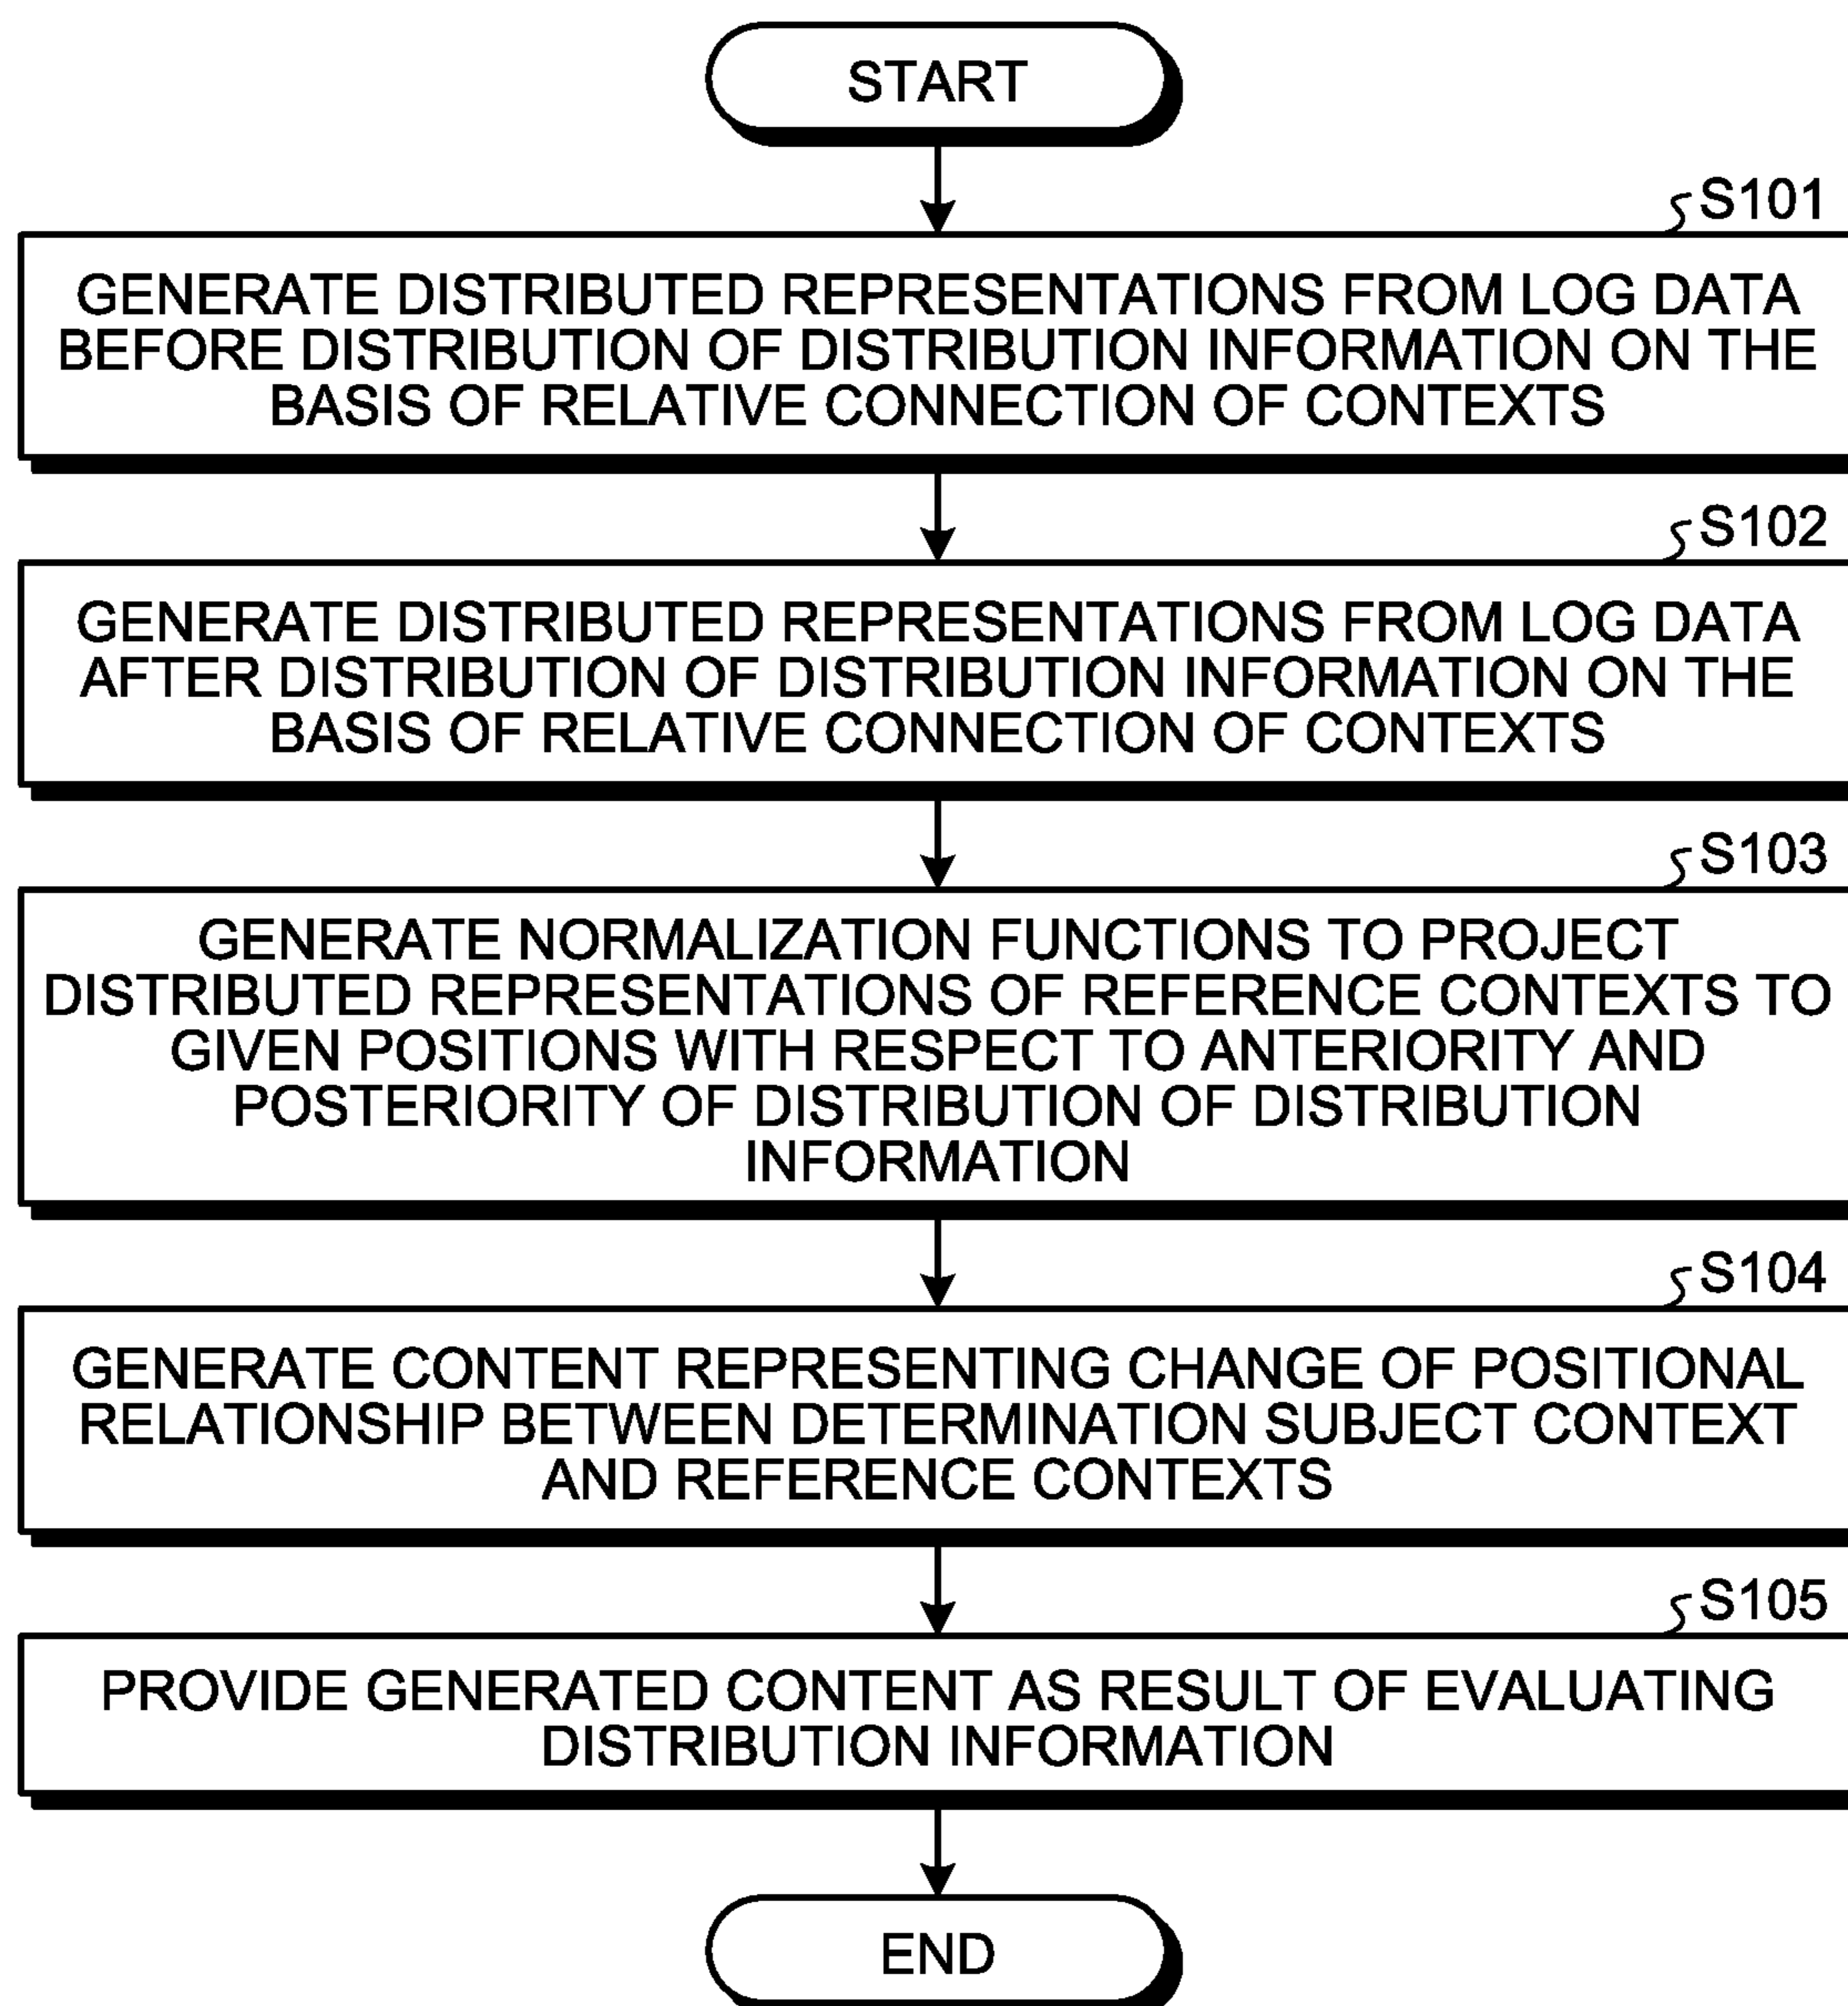 START
S101
GENERATE DISTRIBUTED REPRESENTATIONS FROM LOG DATA
BEFORE DISTRIBUTION OF DISTRIBUTION INFORMATION ON THE
BASIS OF RELATIVE CONNECTION OF CONTEXTS
S102
GENERATE DISTRIBUTED REPRESENTATIONS FROM LOG DATA
AFTER DISTRIBUTION OF DISTRIBUTION INFORMATION ON THE
BASIS OF RELATIVE CONNECTION OF CONTEXTS
S103
GENERATE NORMALIZATION FUNCTIONS TO PROJECT
DISTRIBUTED REPRESENTATIONS OF REFERENCE CONTEXTS TO
GIVEN POSITIONS WITH RESPECT TO ANTERIORITY AND
POSTERIORITY OF DISTRIBUTION OF DISTRIBUTION
INFORMATION
S104
GENERATE CONTENT REPRESENTING CHANGE OF POSITIONAL
RELATIONSHIP BETWEEN DETERMINATION SUBJECT CONTEXT
AND REFERENCE CONTEXTS
S105
PROVIDE GENERATED CONTENT AS RESULT OF EVALUATING
DISTRIBUTION INFORMATION
END